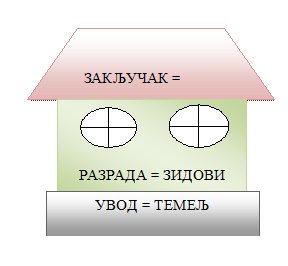 ЗАКЉУЧАК =
РАЗРАДА = ЗИДОВИ
УВОД = ТЕМЕЉ